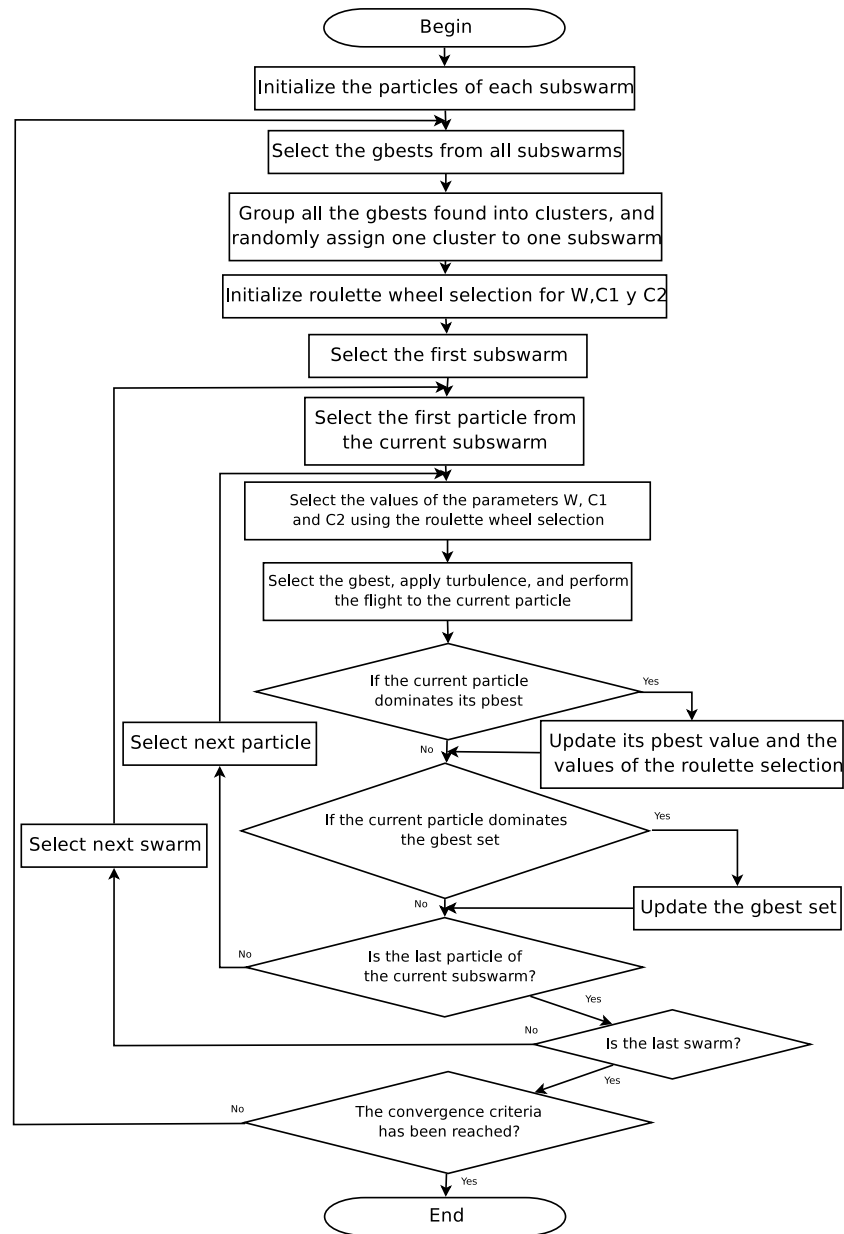 Begin
Initialize the particles of each subswarm
Select the gbests from all subswarms
Group all the gbests found into clusters, and
randomly assign one cluster to one subswarm
Initialize roulette wheel selection for W,C1 y C2
Select the first subswarm
Select the first particle from
the current subswarm
Select the values of the parameters W, C1
and C2 using the roulette wheel selection
Select the gbest, apply turbulence, and perform
the flight to the current particle
If the current particle
dominates its pbest
Yes
No
Update its pbest value and the
values of the roulette selection
Select next particle
If the current particle dominates
the gbest set
Yes
No
Update the gbest set
Select next swarm
Is the last particle of
the current subswarm?
No
Yes
Is the last swarm?
No
Yes
The convergence criteria
has been reached?
No
Yes
End